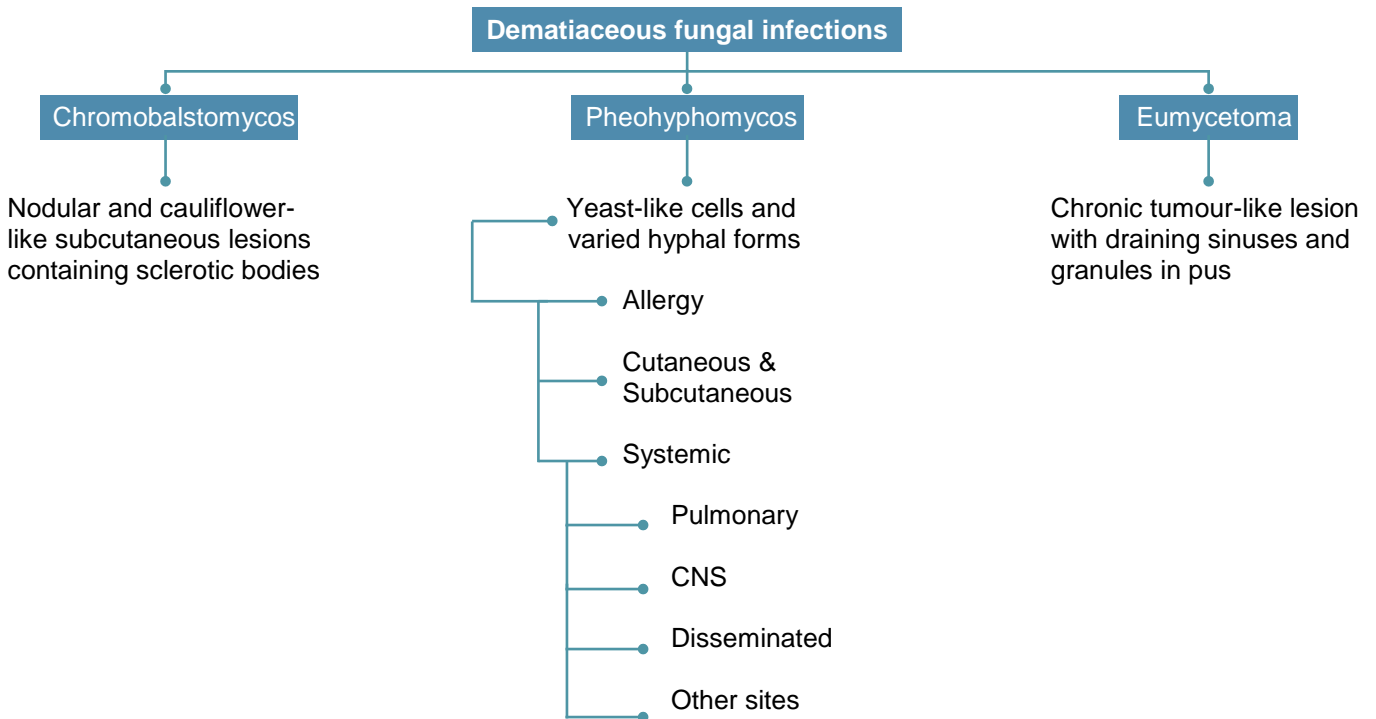 Dematiaceous fungal infections
Chromobalstomycos
Pheohyphomycos
Eumycetoma
Nodular and cauliflower-
like subcutaneous lesions
containing sclerotic bodies
Yeast-like cells and
varied hyphal forms
Allergy
Cutaneous &
Subcutaneous
Systemic
Pulmonary
CNS
Disseminated
Other sites
Chronic tumour-like lesion
with draining sinuses and
granules in pus